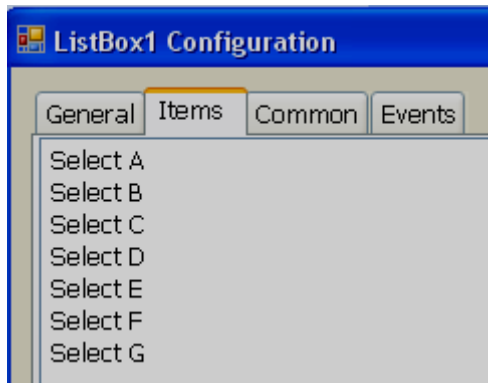 ListBox1 Configuration
General Items Common Events
Select A
Select B
Select C
Select D
Select E
Select F
Select G